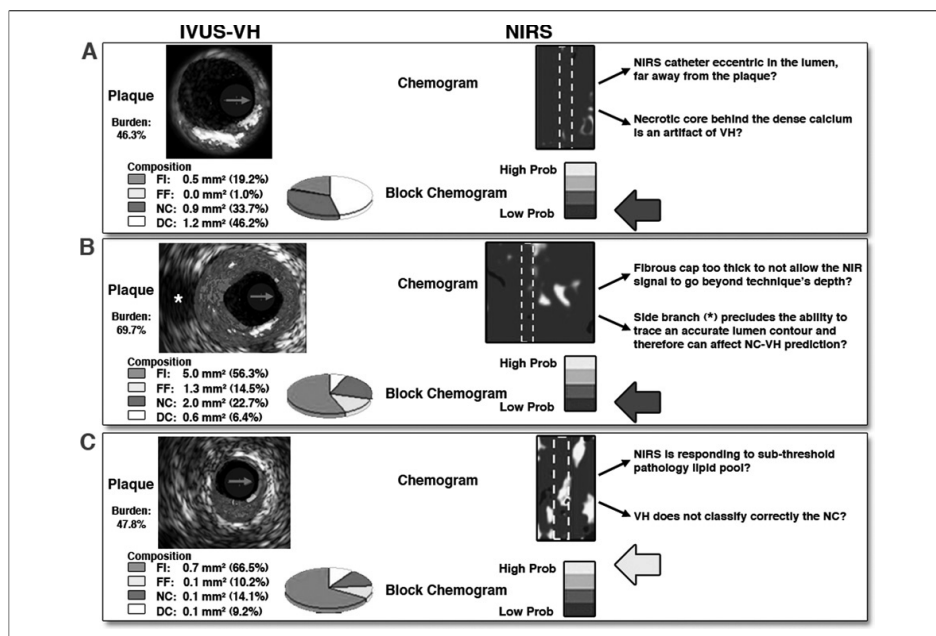 IVUS-VH NIRS
A
Plaque
Burden:
46.3%
Composition
FI: 0.5 mm² (19.2%)
FF: 0.0 mm² (1.0%)
NC: 0.9 mm² (33.7%)
DC: 1.2 mm² (46.2%)
Chemogram
NIRS catheter eccentric in the lumen,
far away from the plaque?
Necrotic core behind the dense calcium
is an artifact of VH?
Block Chemogram
High Prob
Low Prob
B
Plaque
Burden:
69.7%
*
Composition
FI: 5.0 mm² (56.3%)
FF: 1.3 mm² (14.5%)
NC: 2.0 mm² (22.7%)
DC: 0.6 mm² (6.4%)
Chemogram
Fibrous cap too thick to not allow the NIR
signal to go beyond technique's depth?
Side branch (*) precludes the ability to
trace an accurate lumen contour and
therefore can affect NC-VH prediction?
Block Chemogram
High Prob
Low Prob
C
Plaque
Burden:
47.8%
Composition
FI: 0.7 mm² (66.5%)
FF: 0.1 mm² (10.2%)
NC: 0.1 mm² (14.1%)
DC: 0.1 mm² (9.2%)
Chemogram
NIRS is responding to sub-threshold
pathology lipid pool?
VH does not classify correctly the NC?
Block Chemogram
High Prob
Low Prob